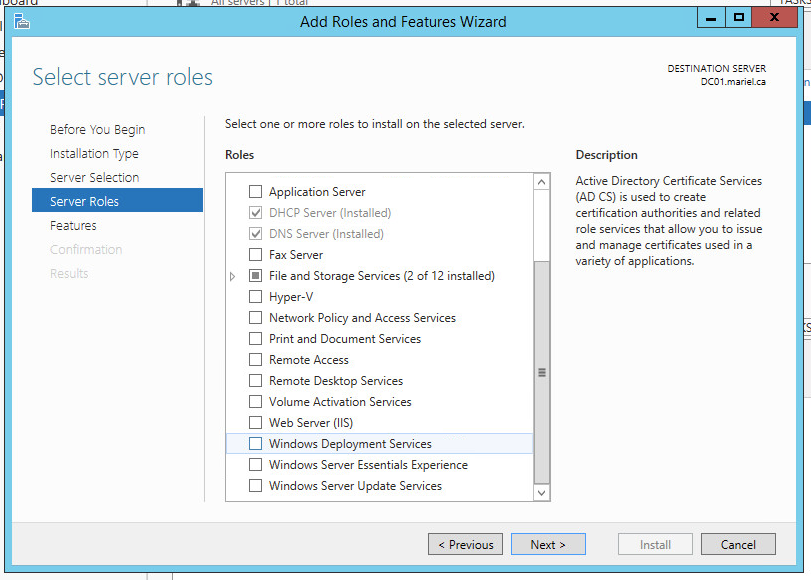 All servers | 1 total
Add Roles and Features Wizard
Select server roles
DESTINATION SERVER
DC01.mariel.ca
Before You Begin
Installation Type
Server Selection
Server Roles
Features
Confirmation
Results
Select one or more roles to install on the selected server.
Roles
Application Server
DHCP Server (Installed)
DNS Server (Installed)
Fax Server
File and Storage Services (2 of 12 installed)
Hyper-V
Network Policy and Access Services
Print and Document Services
Remote Access
Remote Desktop Services
Volume Activation Services
Web Server (IIS)
Windows Deployment Services
Windows Server Essentials Experience
Windows Server Update Services
Description
Active Directory Certificate Services
(AD CS) is used to create
certification authorities and related
role services that allow you to issue
and manage certificates used in a
variety of applications.
< Previous
Next >
Install
Cancel